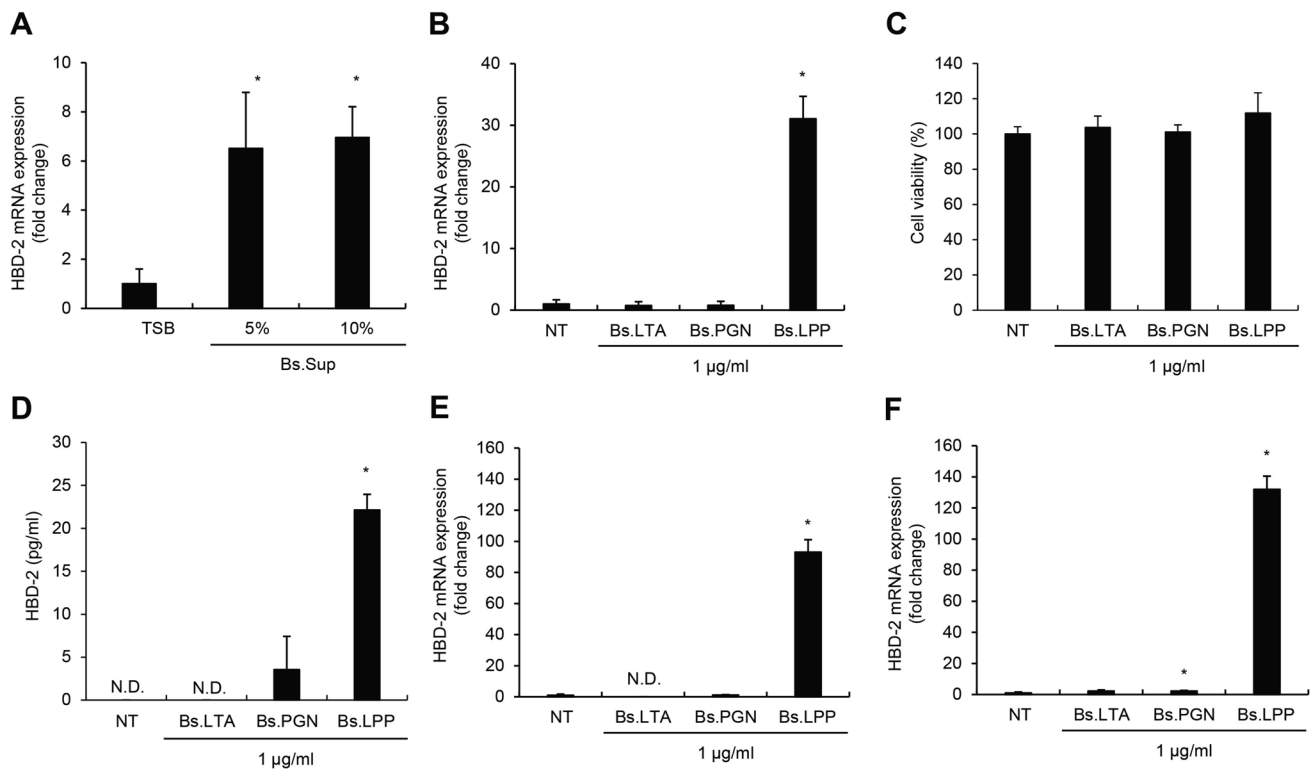 A
HBD-2 mRNA expression
(fold change)
10
8
6
4
2
0
*
*
TSB
5%
10%
Bs.Sup
B
HBD-2 mRNA expression
(fold change)
40
30
20
10
0
*
NT
Bs.LTA
Bs.PGN
Bs.LPP
1 µg/ml
C
Cell viability (%)
140
120
100
80
60
40
20
0
NT
Bs.LTA
Bs.PGN
Bs.LPP
1 µg/ml
D
HBD-2 (pg/ml)
30
25
20
15
10
5
0
N.D.
N.D.
*
NT
Bs.LTA
Bs.PGN
Bs.LPP
1 µg/ml
E
HBD-2 mRNA expression
(fold change)
160
140
120
100
80
60
40
20
0
N.D.
*
NT
Bs.LTA
Bs.PGN
Bs.LPP
1 µg/ml
F
HBD-2 mRNA expression
(fold change)
160
140
120
100
80
60
40
20
0
*
*
NT
Bs.LTA
Bs.PGN
Bs.LPP
1 µg/ml